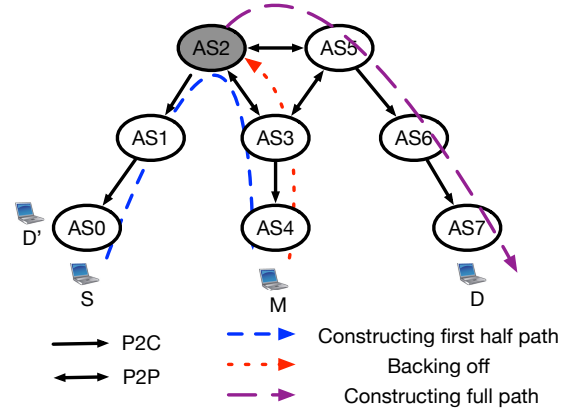 AS2 AS5
AS1 AS3 AS6
AS0 AS4 AS7
D'
S M D
P2C Constructing first half path
P2P Backing off
Constructing full path